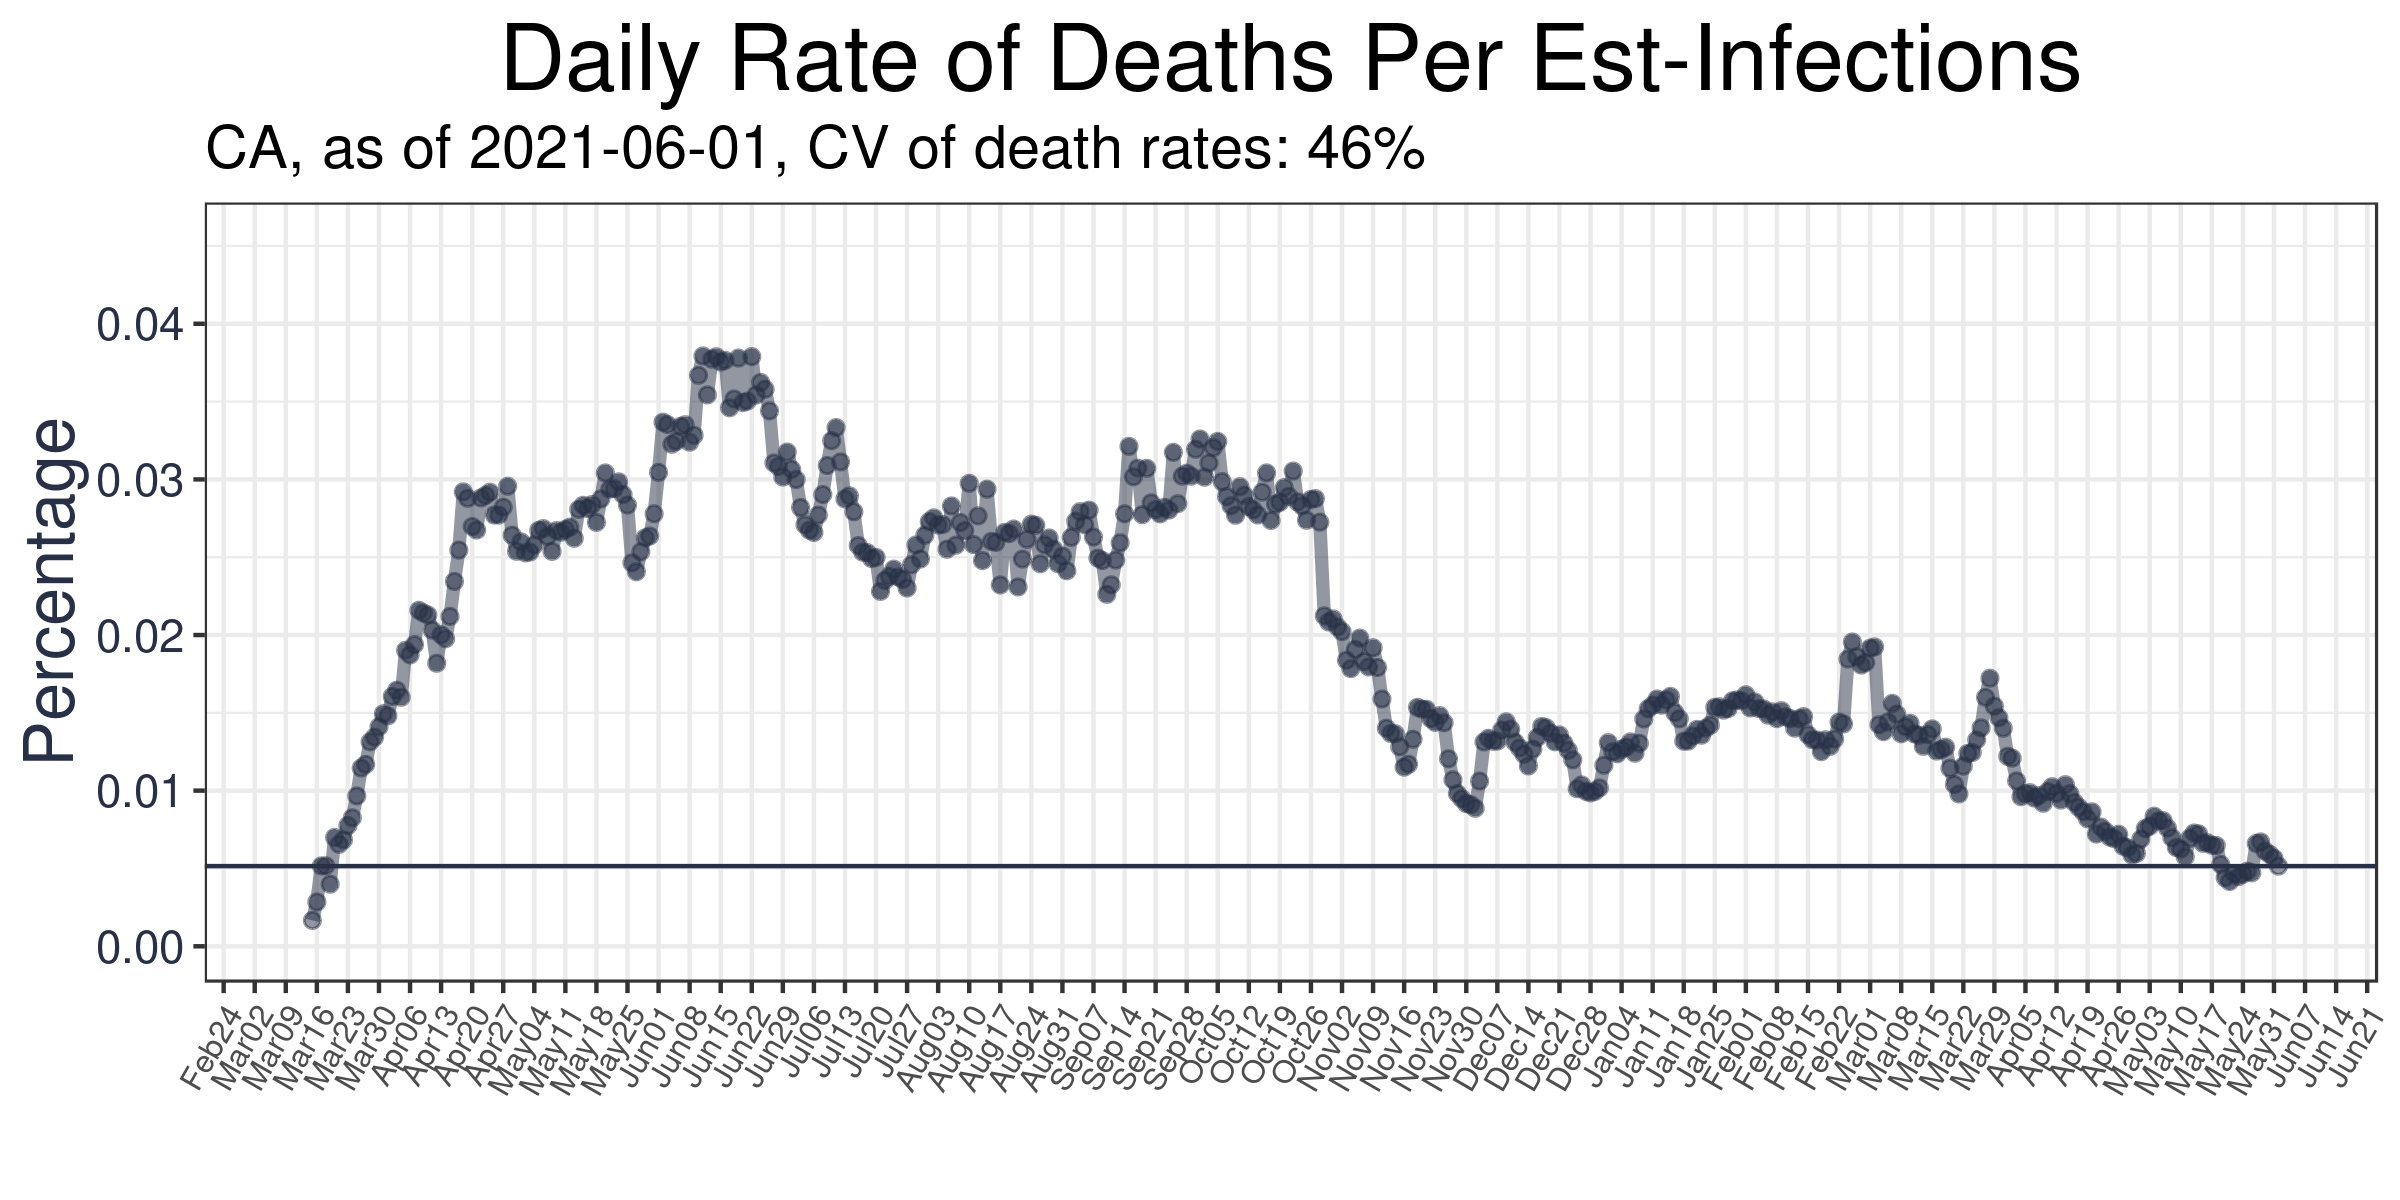 Daily Rate of Deaths Per Est-Infections
CA, as of 2021-06-01, CV of death rates: 46%
Percentage
0.04
0.03
0.02
0.01
0.00
Feb24 Mar02 Mar09 Mar16 Mar23 Mar30 Apr06 Apr13 Apr20 Apr27 May04 May11 May18 May25 Jun01 Jun08 Jun15 Jun22 Jun29 Jul06 Jul13 Jul20 Jul27 Aug03 Aug10 Aug17 Aug24 Aug31 Sep07 Sep14 Sep21 Sep28 Oct05 Oct12 Oct19 Oct26 Nov02 Nov09 Nov16 Nov23 Nov30 Dec07 Dec14 Dec21 Dec28 Jan04 Jan11 Jan18 Jan25 Feb01 Feb08 Feb15 Feb22 Mar01 Mar08 Mar15 Mar22 Mar29 Apr05 Apr12 Apr19 Apr26 May03 May10 May17 May24 May31 Jun07 Jun14 Jun21